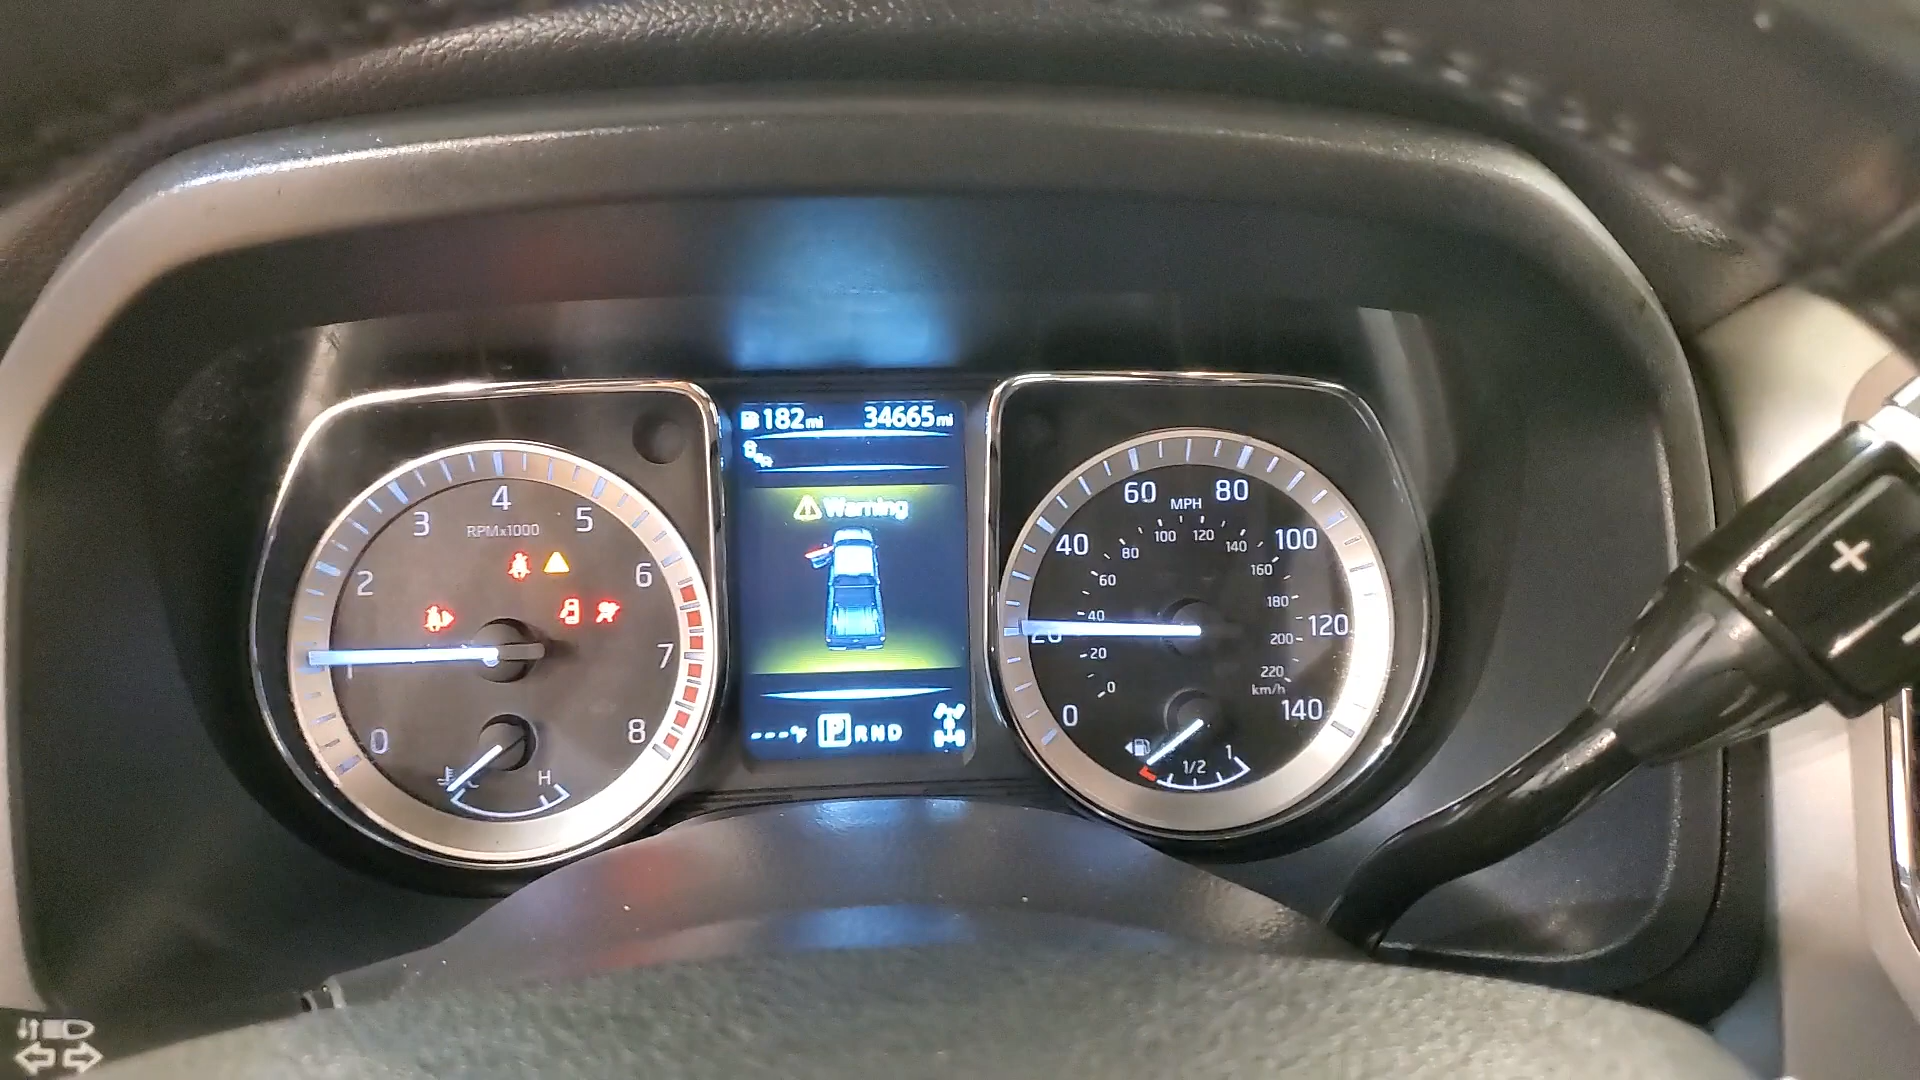 182mi 34665mi
Warning
---°F P R N D
0 1 2 3 4 5 6 7 8
RPMx1000
H
0 20 40 60 80 100 120 140
MPH
0 20 40 60 80 100 120 140 160 180 200 220
km/h
1/2 1
+